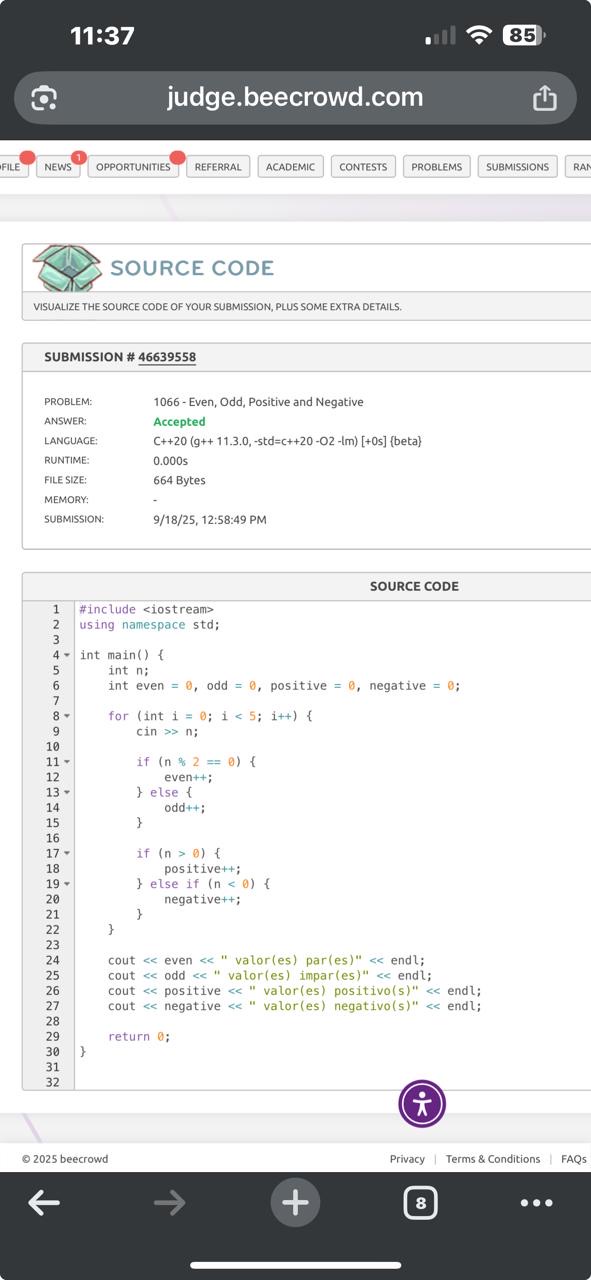 11:37
85
judge.beecrowd.com
OFILE
NEWS 1
OPPORTUNITIES
REFERRAL
ACADEMIC
CONTESTS
PROBLEMS
SUBMISSIONS
RAN
SOURCE CODE
VISUALIZE THE SOURCE CODE OF YOUR SUBMISSION, PLUS SOME EXTRA DETAILS.
SUBMISSION # 46639558
PROBLEM: 1066 - Even, Odd, Positive and Negative
ANSWER: Accepted
LANGUAGE: C++20 (g++ 11.3.0, -std=c++20 -O2 -lm) [+0s] {beta}
RUNTIME: 0.000s
FILE SIZE: 664 Bytes
MEMORY: -
SUBMISSION: 9/18/25, 12:58:49 PM
SOURCE CODE
1 #include <iostream>
2 using namespace std;
3
4 int main() {
5     int n;
6     int even = 0, odd = 0, positive = 0, negative = 0;
7
8     for (int i = 0; i < 5; i++) {
9         cin >> n;
10
11         if (n % 2 == 0) {
12             even++;
13         } else {
14             odd++;
15         }
16
17         if (n > 0) {
18             positive++;
19         } else if (n < 0) {
20             negative++;
21         }
22     }
23
24     cout << even << " valor(es) par(es)" << endl;
25     cout << odd << " valor(es) impar(es)" << endl;
26     cout << positive << " valor(es) positivo(s)" << endl;
27     cout << negative << " valor(es) negativo(s)" << endl;
28
29     return 0;
30 }
31
32
© 2025 beecrowd
Privacy | Terms & Conditions | FAQs
8